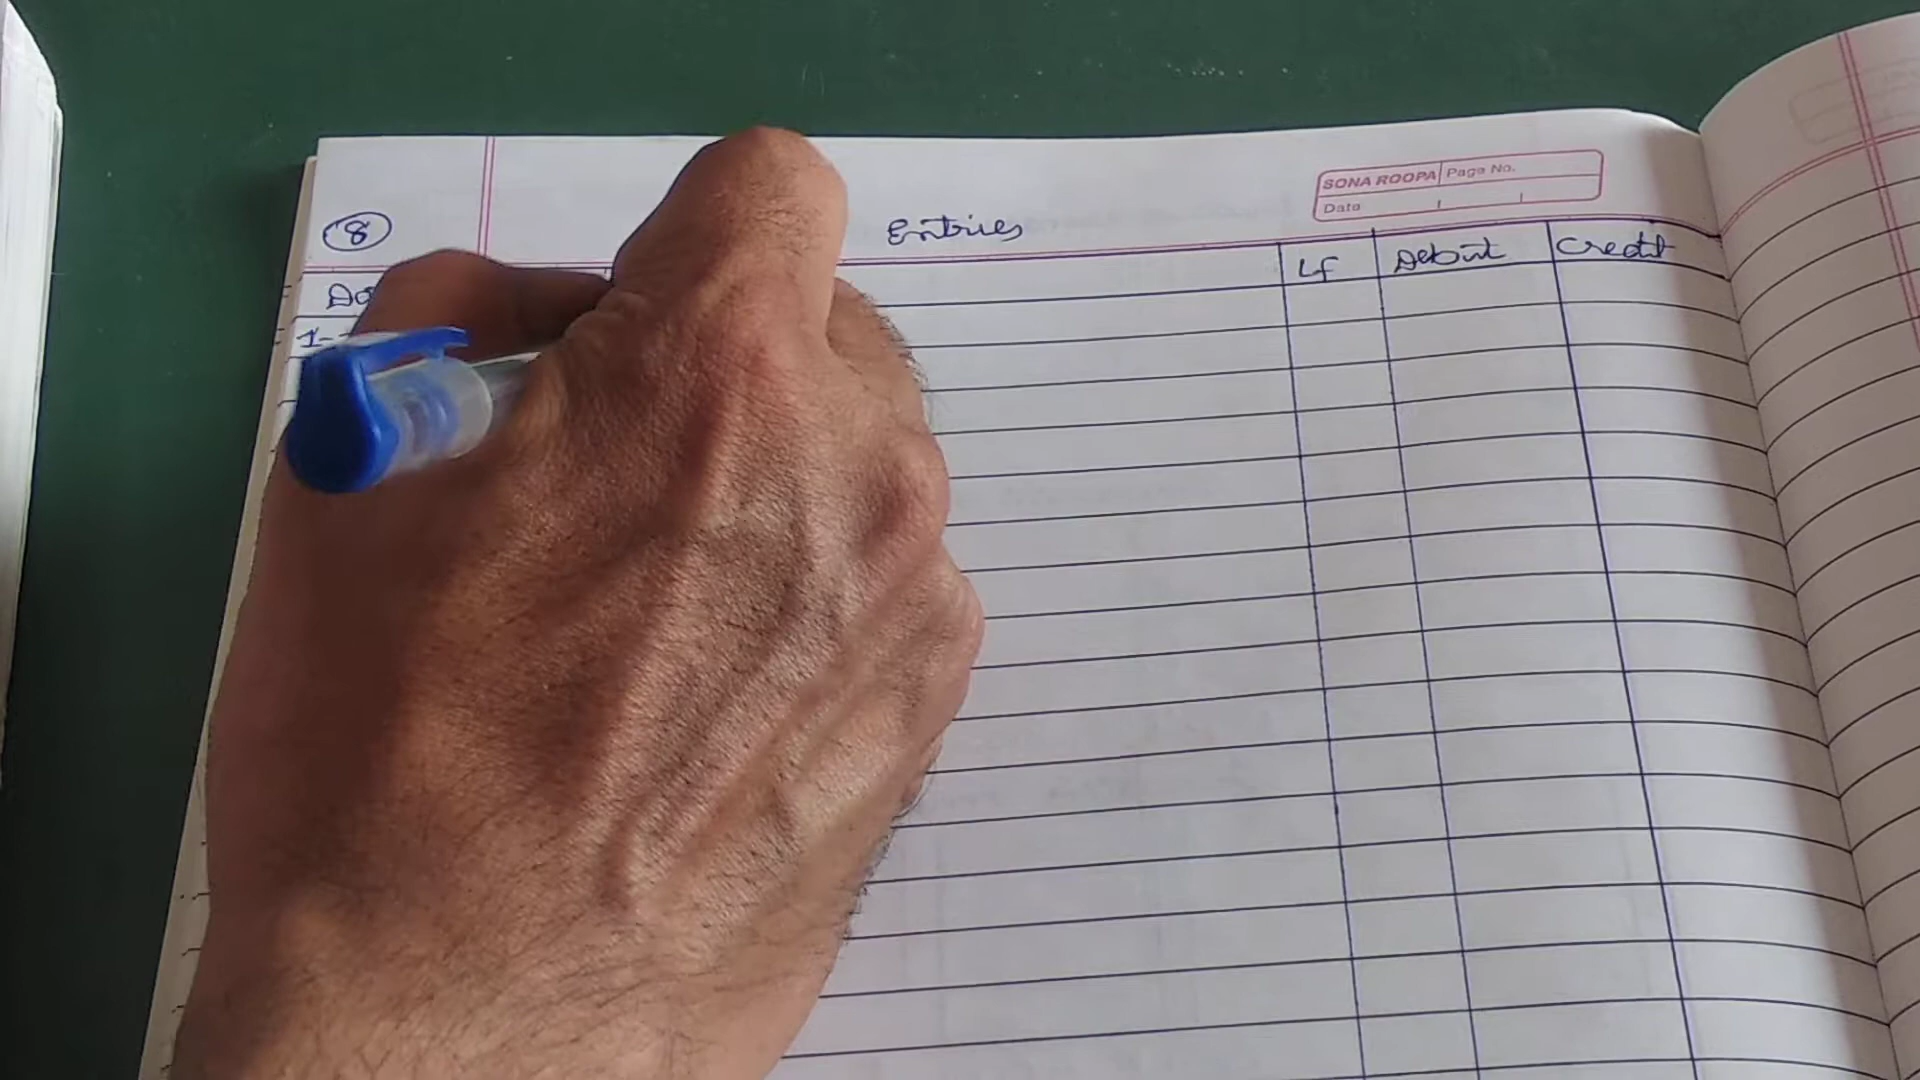 SONA ROOPA Page No.
Date
8 Entries
LF Debit Credit